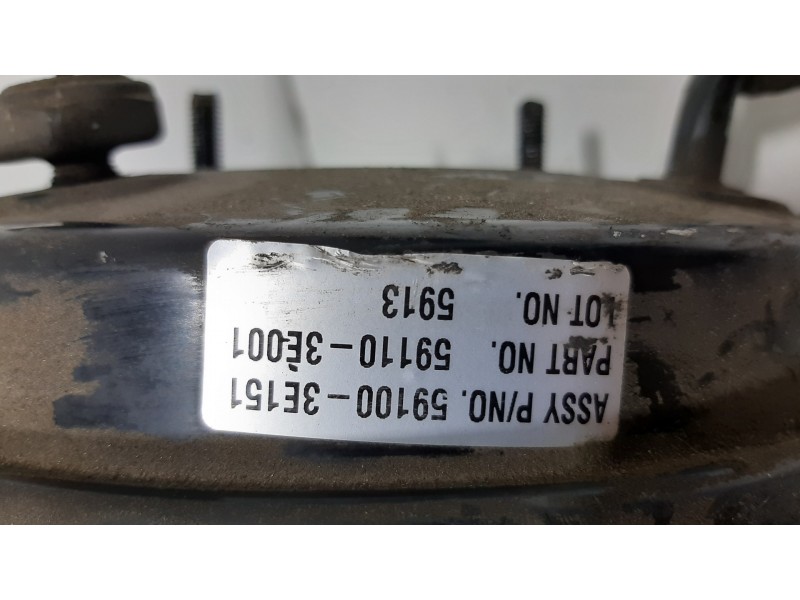 ASSY P/NO. 59100-3E151
PART NO. 59110-3E001
LOT NO. 5913